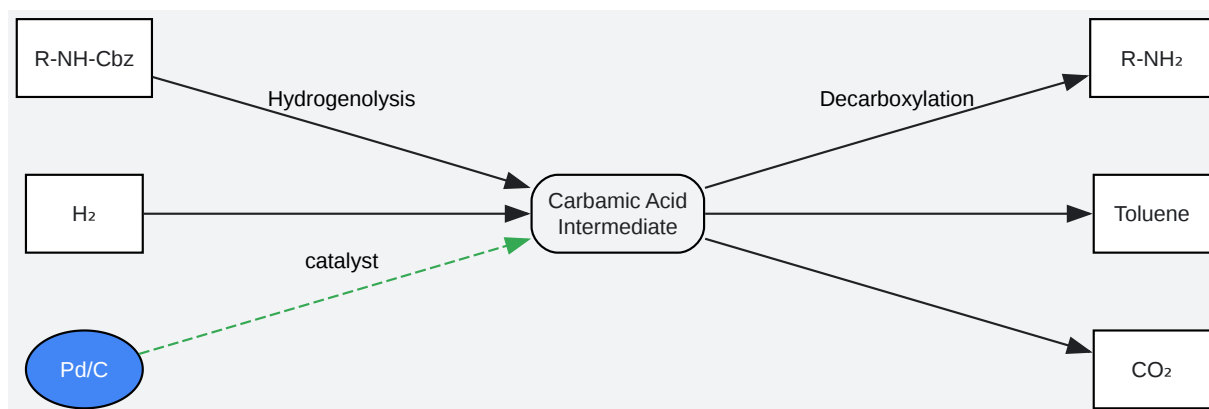 R-NH-Cbz
R-NH₂
Hydrogenolysis
Decarboxylation
H₂
Carbamic Acid
Intermediate
Toluene
catalyst
Pd/C
CO₂